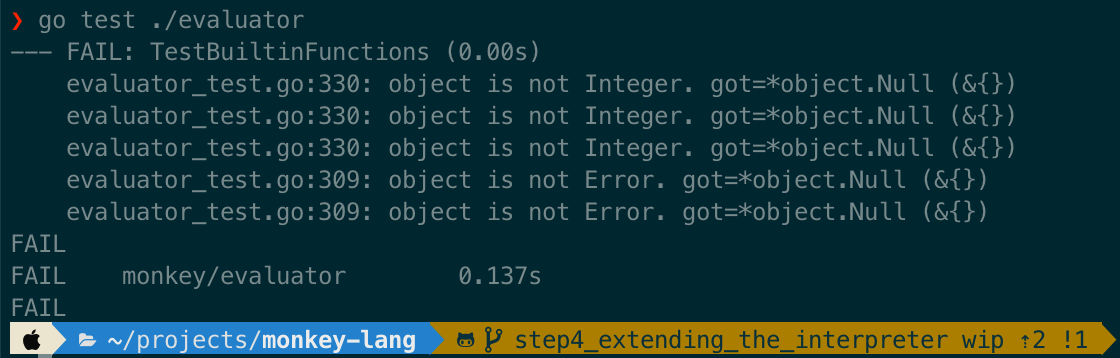 ❯ go test ./evaluator
--- FAIL: TestBuiltinFunctions (0.00s)
    evaluator_test.go:330: object is not Integer. got=*object.Null (&{})
    evaluator_test.go:330: object is not Integer. got=*object.Null (&{})
    evaluator_test.go:330: object is not Integer. got=*object.Null (&{})
    evaluator_test.go:309: object is not Error. got=*object.Null (&{})
    evaluator_test.go:309: object is not Error. got=*object.Null (&{})
FAIL
FAIL    monkey/evaluator        0.137s
FAIL
~/projects/monkey-lang step4_extending_the_interpreter wip ⇡2 !1